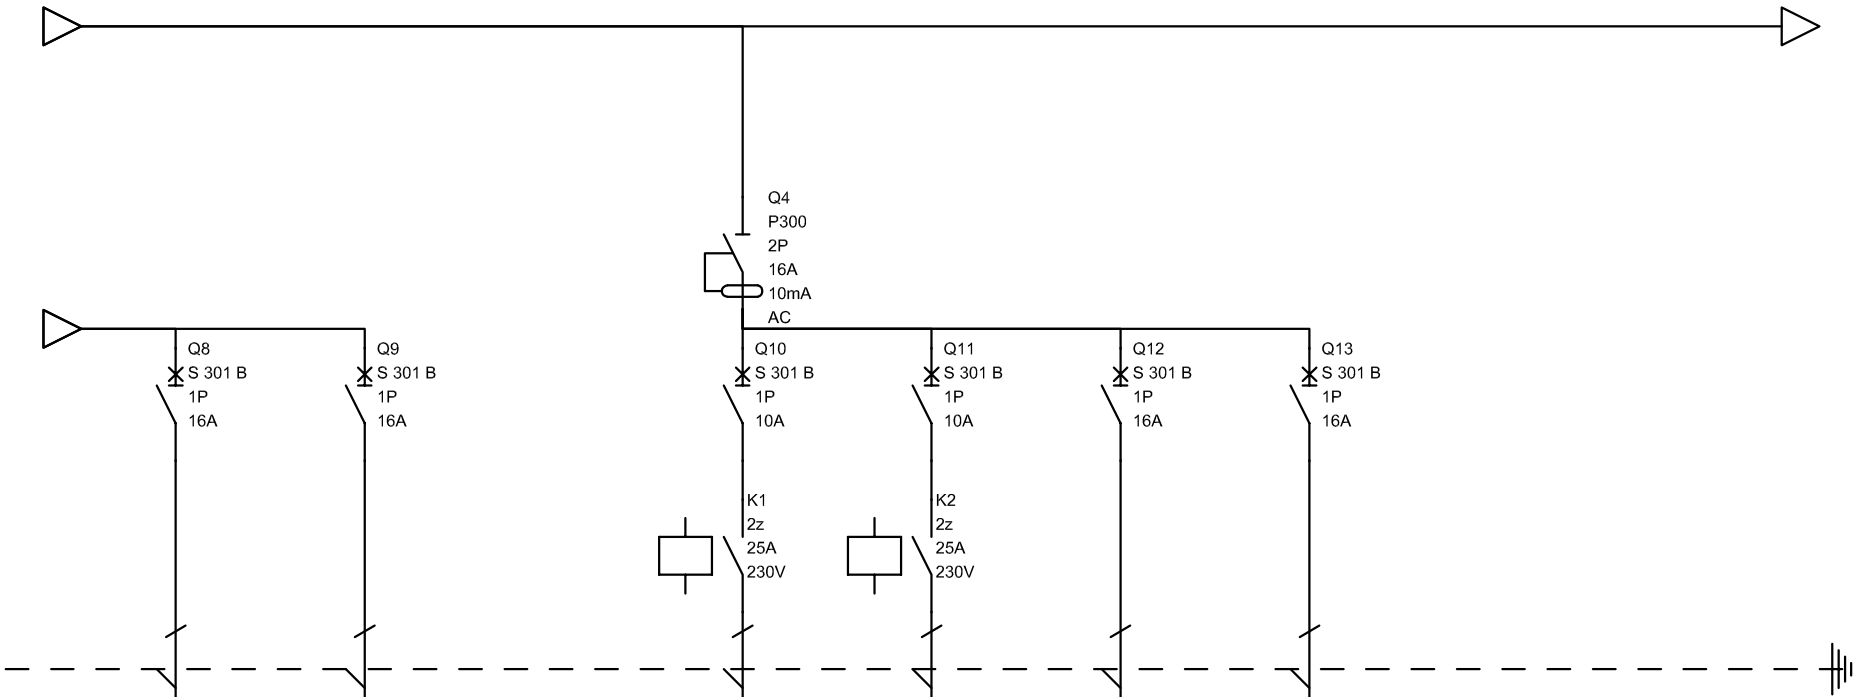 Q4
P300
2P
16A
10mA
AC
Q8
S 301 B
1P
16A
Q9
S 301 B
1P
16A
Q10
S 301 B
1P
10A
Q11
S 301 B
1P
10A
Q12
S 301 B
1P
16A
Q13
S 301 B
1P
16A
K1
2z
25A
230V
K2
2z
25A
230V